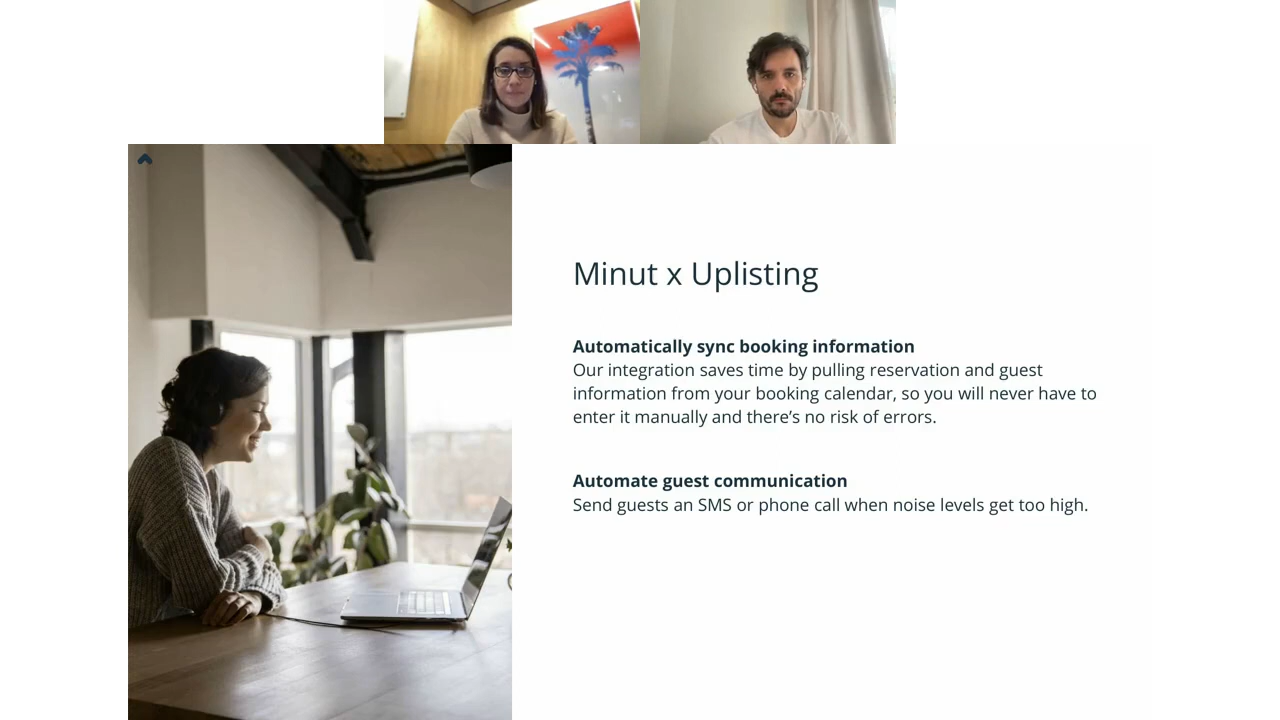 Minut x Uplisting
Automatically sync booking information
Our integration saves time by pulling reservation and guest
information from your booking calendar, so you will never have to
enter it manually and there’s no risk of errors.
Automate guest communication
Send guests an SMS or phone call when noise levels get too high.